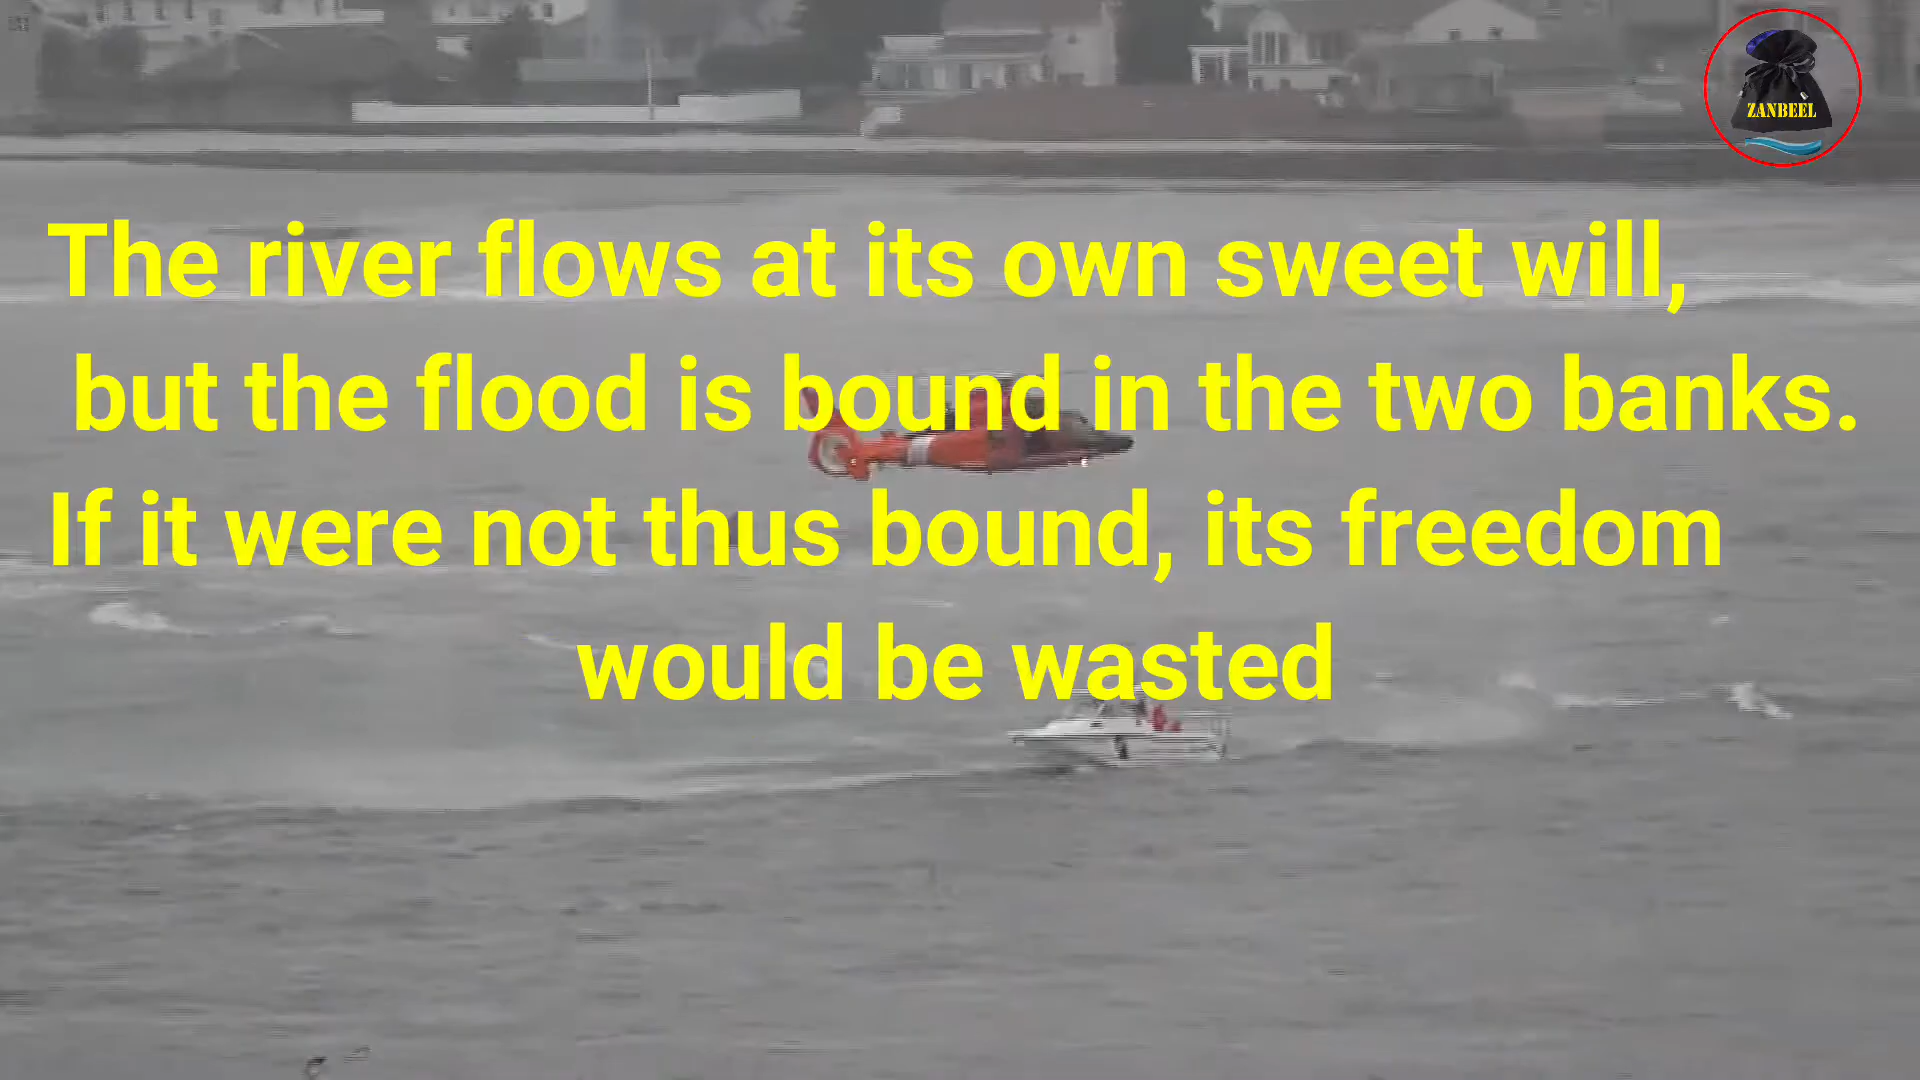 ZANBEEL
The river flows at its own sweet will,
but the flood is bound in the two banks.
If it were not thus bound, its freedom
would be wasted